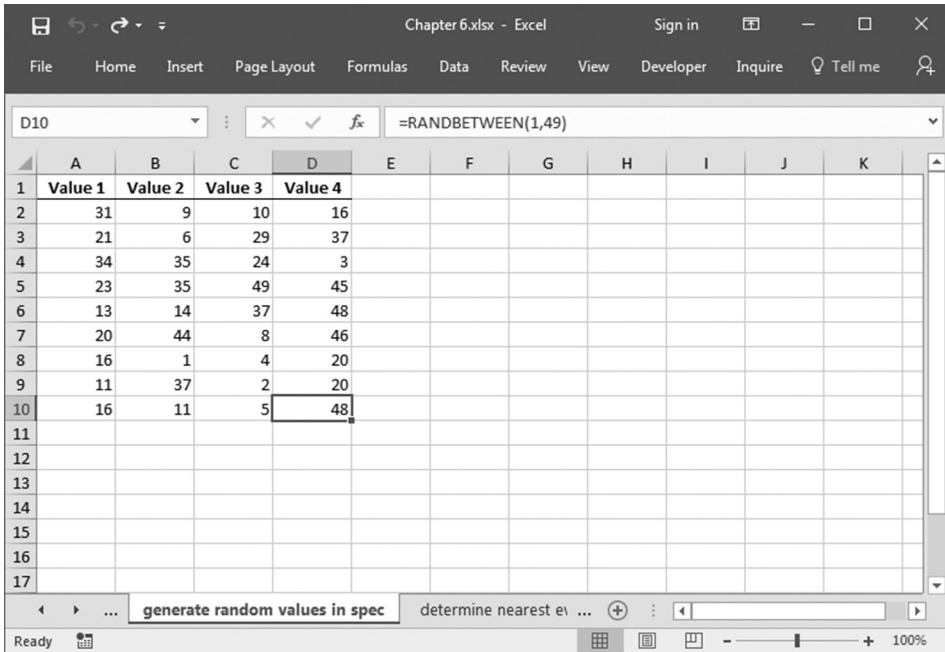 Chapter 6.xlsx - Excel Sign in
File Home Insert Page Layout Formulas Data Review View Developer Inquire Tell me
D10 fx =RANDBETWEEN(1,49)
A B C D E F G H I J K
1 Value 1 Value 2 Value 3 Value 4
2 31 9 10 16
3 21 6 29 37
4 34 35 24 3
5 23 35 49 45
6 13 14 37 48
7 20 44 8 46
8 16 1 4 20
9 11 37 2 20
10 16 11 5 48
11
12
13
14
15
16
17
... generate random values in spec determine nearest ev ...
Ready 100%